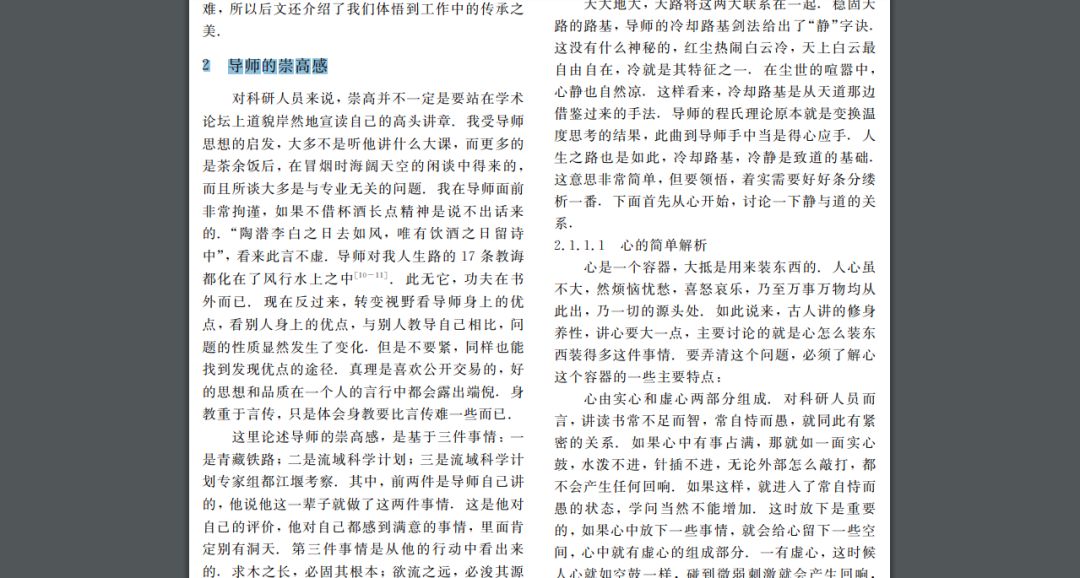 难，所以后文还介绍了我们体悟到工作中的传承之
美．
2 导师的崇高感
对科研人员来说，崇高并不一定是要站在学术
论坛上道貌岸然地宣读自己的高头讲章．我受导师
思想的启发，大多不是听他讲什么大课，而更多的
是茶余饭后，在冒烟时海阔天空的闲谈中得来的，
而且所谈大多是与专业无关的问题．我在导师面前
非常拘谨，如果不借杯酒长点精神是说不出话来
的．“陶潜李白之日去如风，唯有饮酒之日留诗
中”，看来此言不虚．导师对我人生路的 17 条教诲
都化在了风行水上之中[10-11]．此无它，功夫在书
外而已．现在反过来，转变视野看导师身上的优
点，看别人身上的优点，与别人教导自己相比，问
题的性质显然发生了变化．但是不要紧，同样也能
找到发现优点的途径．真理是喜欢公开交易的，好
的思想和品质在一个人的言行中都会露出端倪．身
教重于言传，只是体会身教要比言传难一些而已．
这里论述导师的崇高感，是基于三件事情：一
是青藏铁路；二是流域科学计划；三是流域科学计
划专家组都江堰考察．其中，前两件是导师自己讲
的，他说他这一辈子就做了这两件事情．这是他对
自己的评价，他对自己都感到满意的事情，里面肯
定别有洞天．第三件事情是从他的行动中看出来
的．求木之长，必固其根本；欲流之远，必浚其源
天大地大，天路将这两大联系在一起．稳固天
路的路基，导师的冷却路基剑法给出了“静”字诀．
这没有什么神秘的，红尘热闹白云冷，天上白云最
自由自在，冷就是其特征之一．在尘世的喧嚣中，
心静也自然凉．这样看来，冷却路基是从天道那边
借鉴过来的手法．导师的程氏理论原本就是变换温
度思考的结果，此曲到导师手中当是得心应手．人
生之路也是如此，冷却路基，冷静是致道的基础．
这意思非常简单，但要领悟，着实需要好好条分缕
析一番．下面首先从心开始，讨论一下静与道的关
系．
2.1.1.1 心的简单解析
心是一个容器，大抵是用来装东西的．人心虽
不大，然烦恼忧愁，喜怒哀乐，乃至万事万物均从
此出，乃一切的源头处．如此说来，古人讲的修身
养性，讲心要大一点，主要讨论的就是心怎么装东
西装得多这件事情．要弄清这个问题，必须了解心
这个容器的一些主要特点：
心由实心和虚心两部分组成．对科研人员而
言，讲读书常不足而智，常自恃而愚，就同此有紧
密的关系．如果心中有事占满，那就如一面实心
鼓，水泼不进，针插不进，无论外部怎么敲打，都
不会产生任何回响．如果这样，就进入了常自恃而
愚的状态，学问当然不能增加．这时放下是重要
的，如果心中放下一些事情，就会给心留下一些空
间，心中就有虚心的组成部分．一有虚心，这时候
人心就如空鼓一样，碰到微弱刺激就会产生回响，